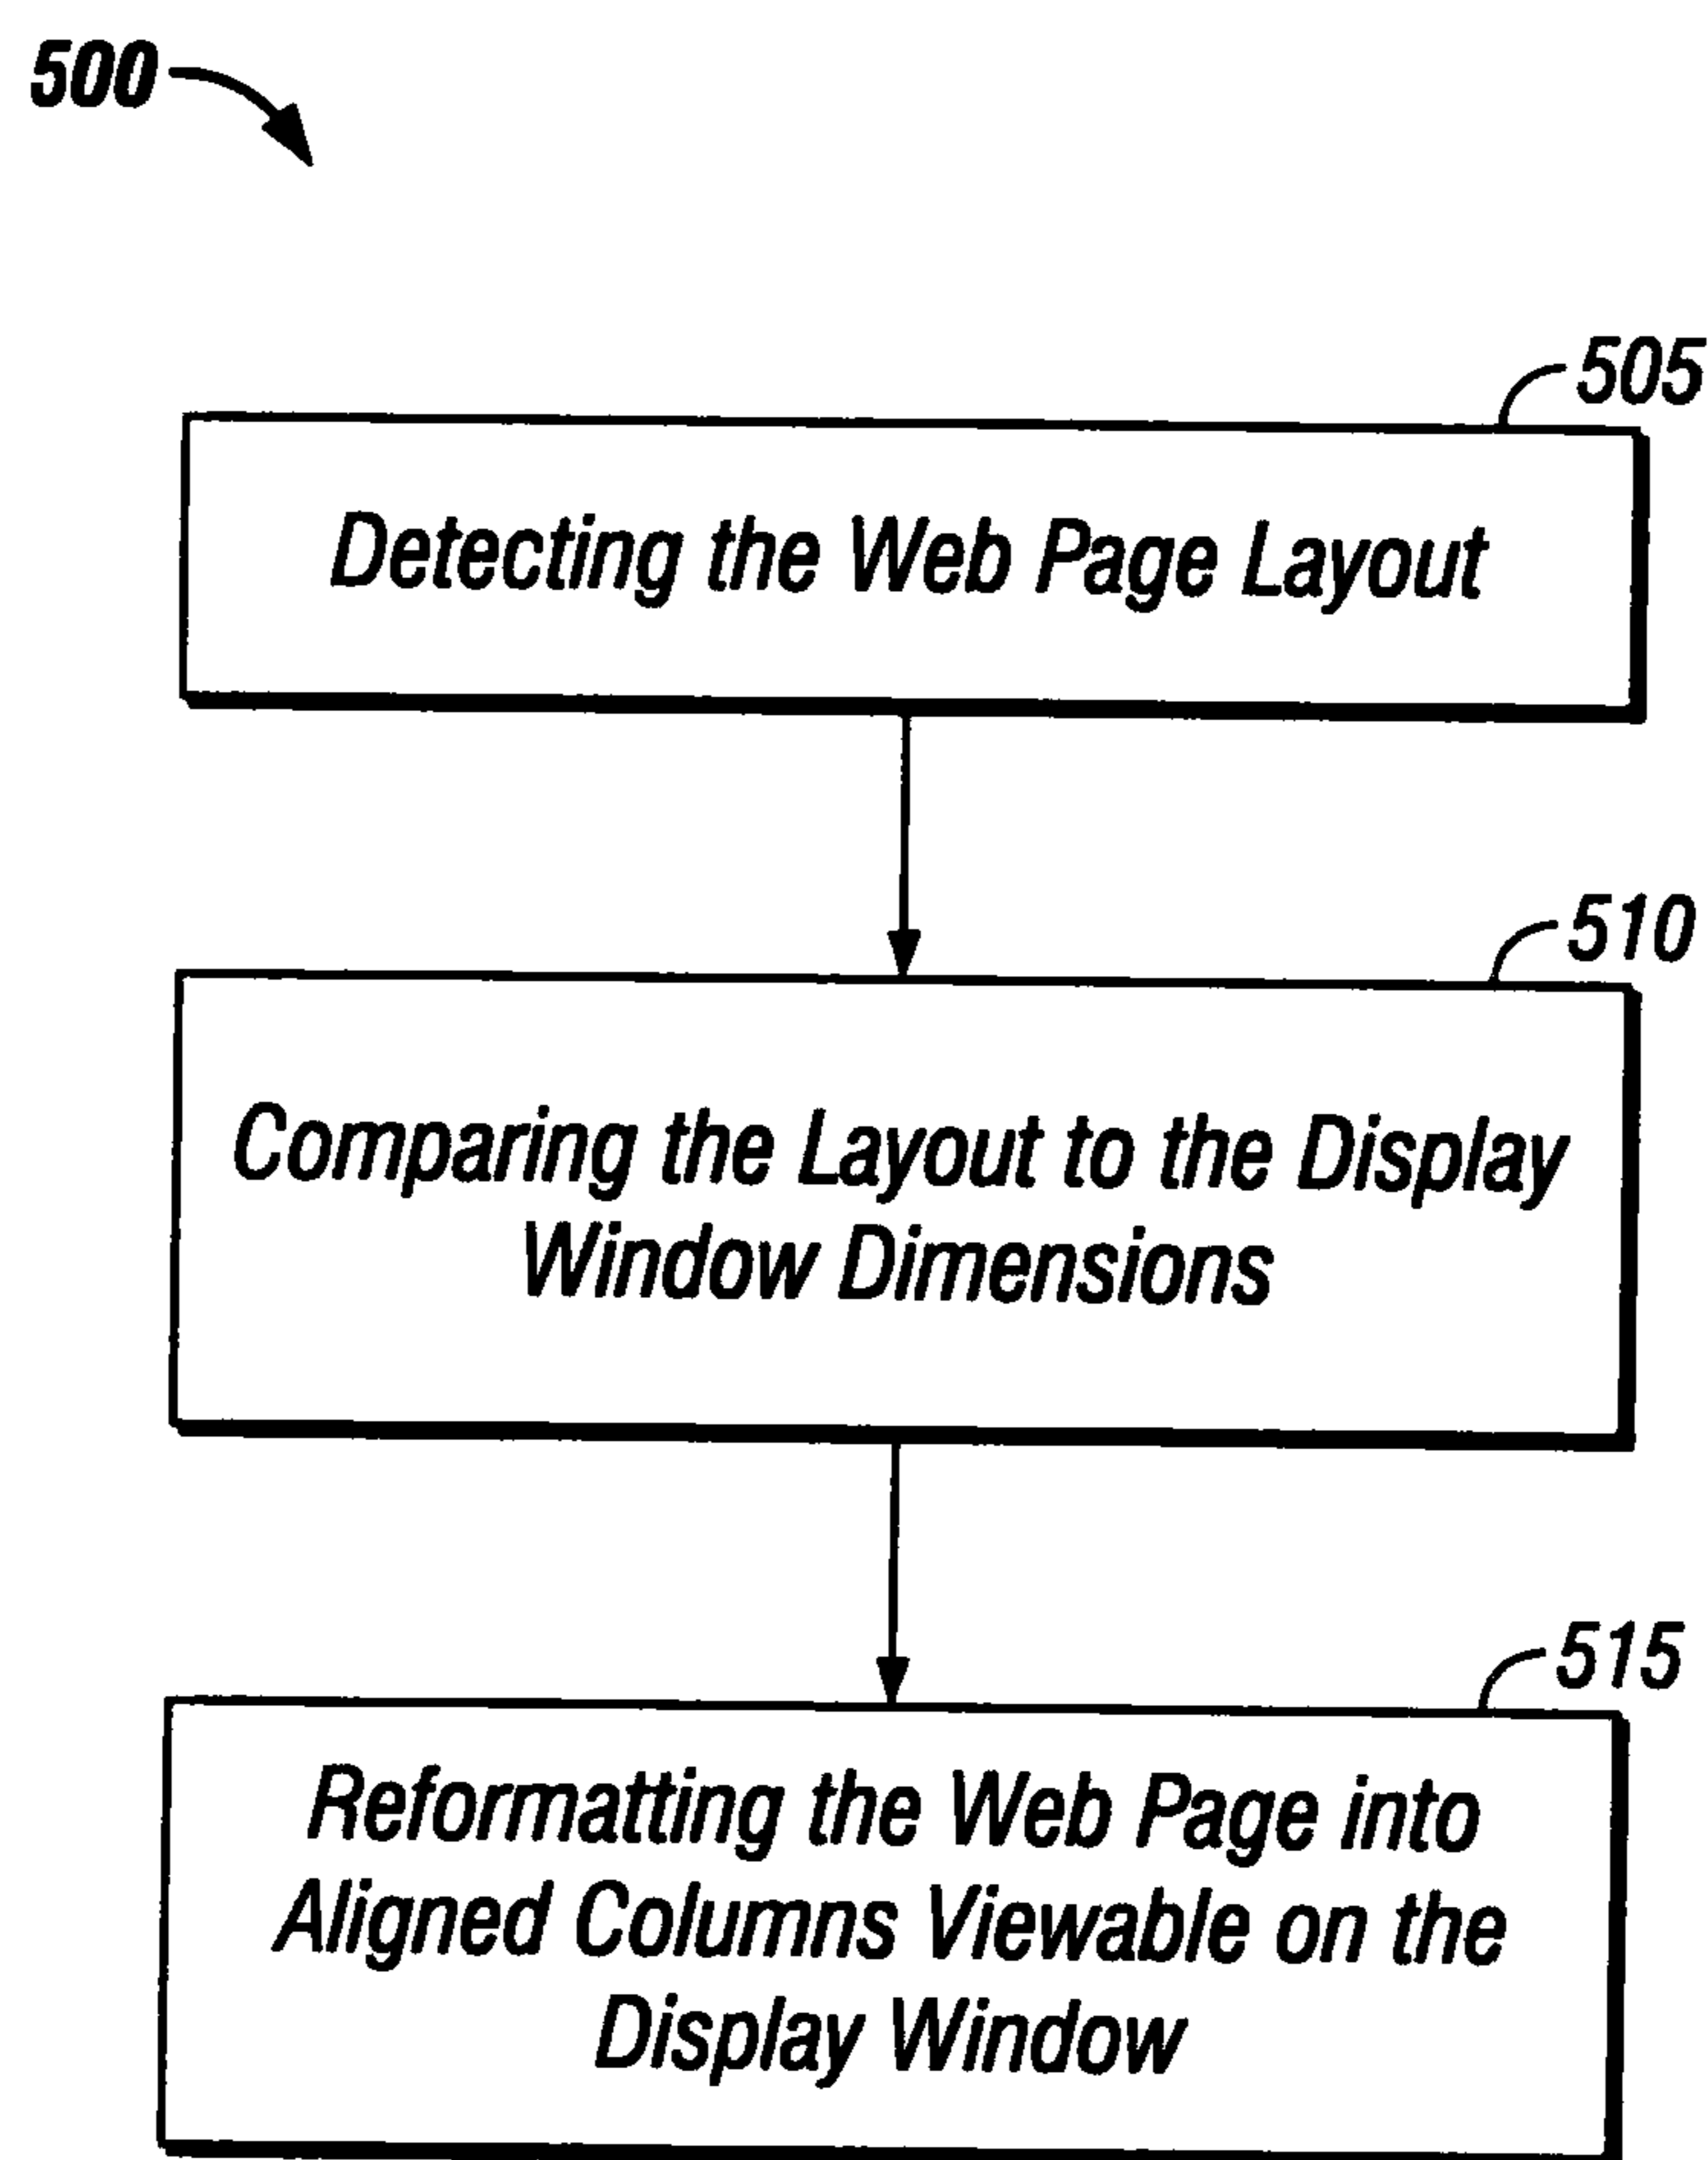 500
505
Detecting the Web Page Layout
510
Comparing the Layout to the Display
Window Dimensions
515
Reformatting the Web Page into
Aligned Columns Viewable on the
Display Window